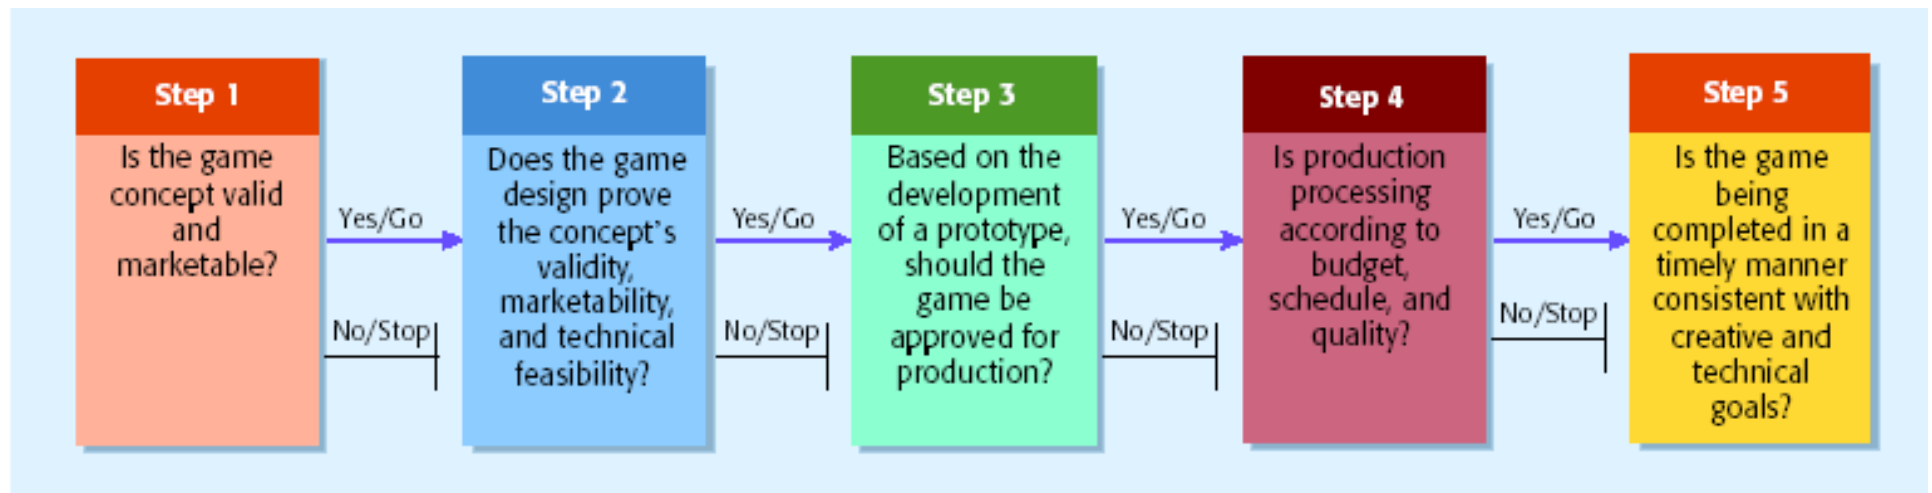 Step 1
Is the game
concept valid
and
marketable?
Yes/Go
No/Stop
Step 2
Does the game
design prove
the concept's
validity,
marketability,
and technical
feasibility?
Yes/Go
No/Stop
Step 3
Based on the
development
of a prototype,
should the
game be
approved for
production?
Yes/Go
No/Stop
Step 4
Is production
processing
according to
budget,
schedule, and
quality?
Yes/Go
No/Stop
Step 5
Is the game
being
completed in a
timely manner
consistent with
creative and
technical
goals?